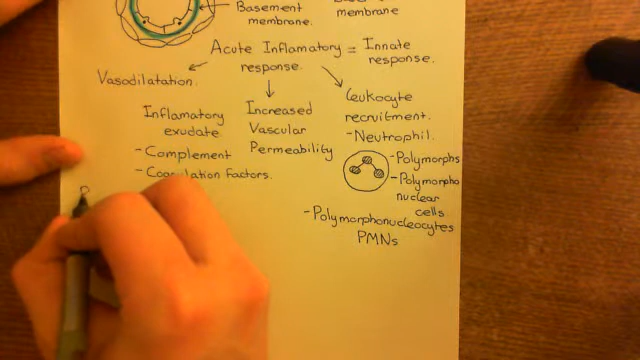 Basement
membrane.
membrane
Acute Inflamatory = Innate
response. response.
Vasodilatation.
Inflamatory
exudate.
- Complement
- Coagulation Factors.
Increased
Vascular
Permeability
Leukocyte
recruitment.
- Neutrophil.
- Polymorphs
- Polymorpho
nuclear
cells
- Polymorphonucleocytes
PMNs